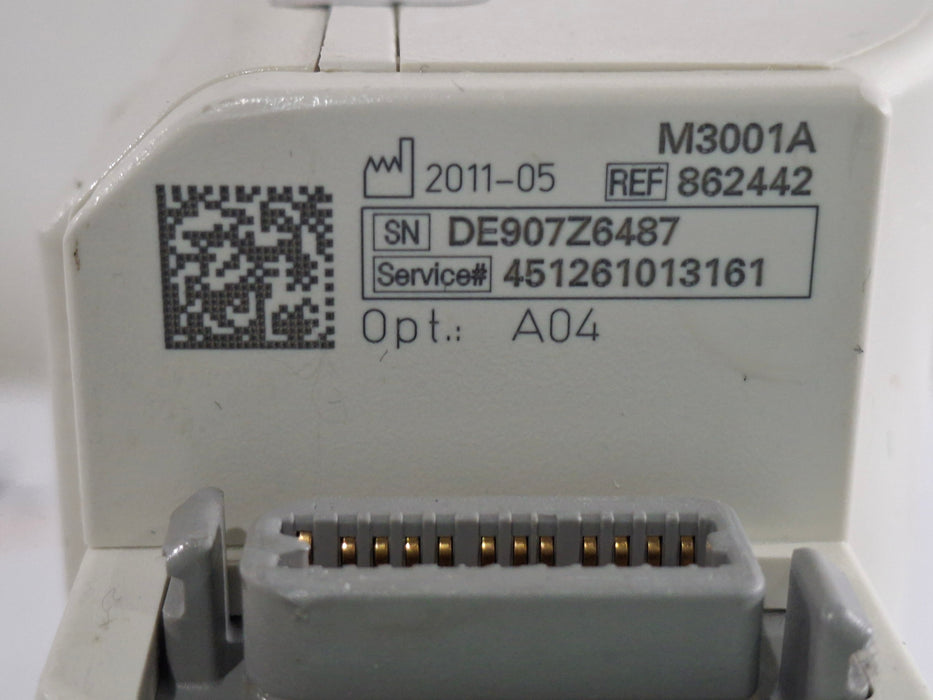 M3001A
2011-05 REF 862442
SN DE907Z6487
Service# 451261013161
Opt.: A04